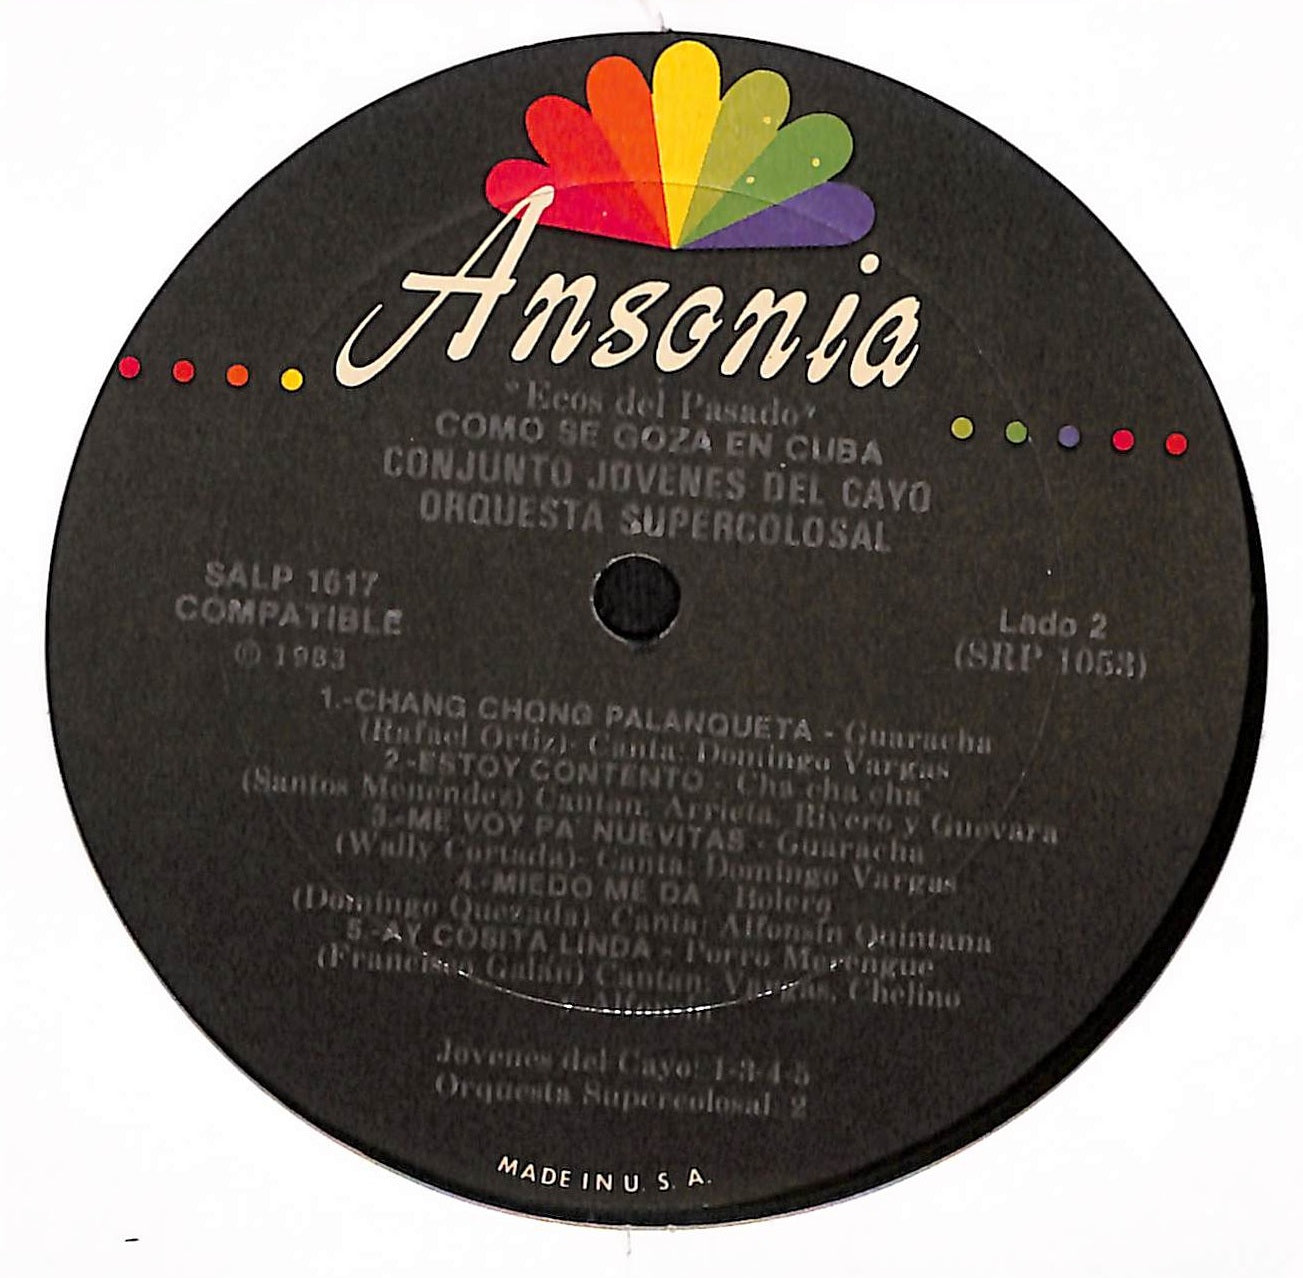 Ansonia
"Ecos del Pasado"
COMO SE GOZA EN CUBA
CONJUNTO JOVENES DEL CAYO
ORQUESTA SUPERCOLOSAL
SALP 1617
COMPATIBLE
℗ 1983
Lado 2
(SRP 1053)
1.-CHANG CHONG PALANQUETA - Guaracha
(Rafael Ortiz)- Canta: Domingo Vargas
2.-ESTOY CONTENTO - Cha cha cha
(Santos Menendez) Cantan: Arrieta, Rivero y Guevara
3.-ME VOY PA' NUEVITAS - Guaracha
(Wally Cortada)- Canta: Domingo Vargas
4.-MIEDO ME DA - Bolero
(Domingo Quezada). Canta: Alfonsín Quintana
5.-AY COSITA LINDA - Porro Merengue
(Francisco Galán) Cantan: Vargas, Chelino
Jovenes del Cayo: 1-3-4-5
Orquesta Supercolosal: 2
MADE IN U. S. A.